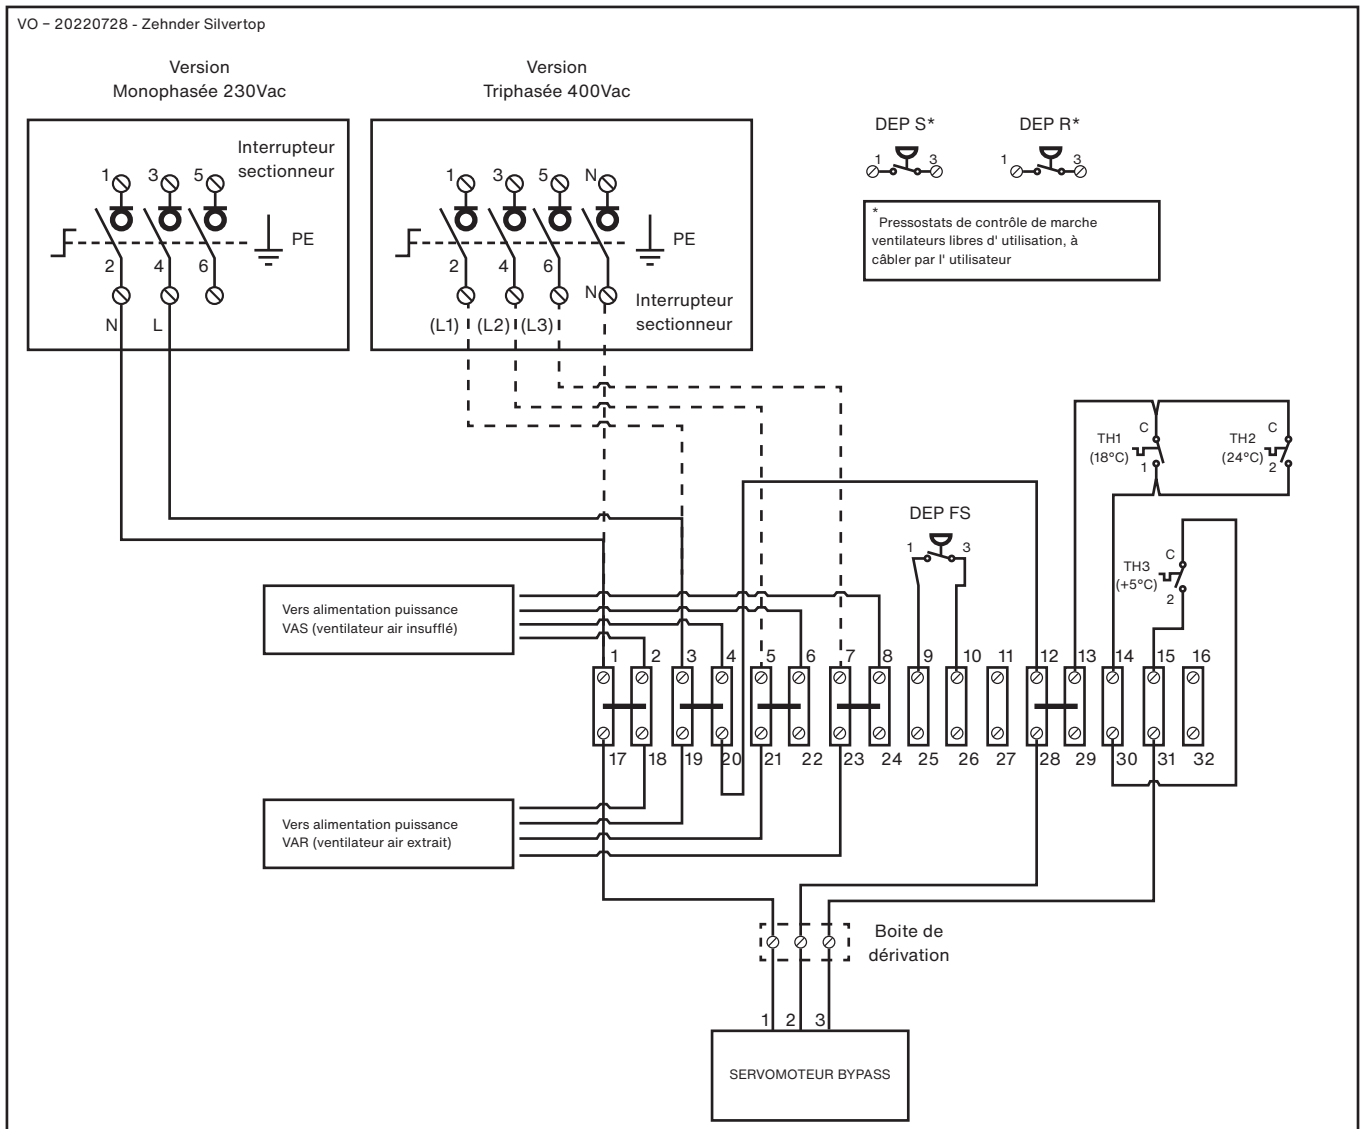 VO – 20220728 - Zehnder Silvertop
Version
Monophasée 230Vac
Version
Triphasée 400Vac
Interrupteur
sectionneur
1 3 5
PE
2 4 6
N L
1 3 5 N
PE
2 4 6 N
Interrupteur
sectionneur
(L1) (L2) (L3)
DEP S*
1 3
DEP R*
1 3
*Pressostats de contrôle de marche
ventilateurs libres d' utilisation, à
câbler par l' utilisateur
C
TH1
(18°C)
1
C
TH2
(24°C)
2
DEP FS
1 3
C
TH3
(+5°C)
2
Vers alimentation puissance
VAS (ventilateur air insufflé)
1 2 3 4 5 6 7 8 9 10 11 12 13 14 15 16
17 18 19 20 21 22 23 24 25 26 27 28 29 30 31 32
Vers alimentation puissance
VAR (ventilateur air extrait)
Boite de
dérivation
1 2 3
SERVOMOTEUR BYPASS